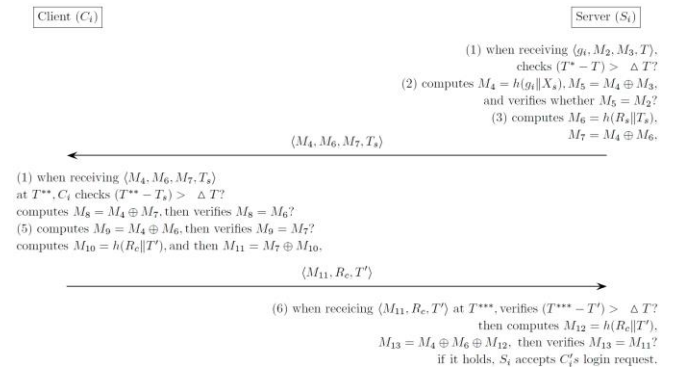 Client (C_i)
Server (S_i)
(1) when receiving ⟨g_i, M_2, M_3, T⟩,
checks (T* − T) > △ T?
(2) computes M_4 = h(g_i‖X_s), M_5 = M_4 ⊕ M_3,
and verifies whether M_5 = M_2?
(3) computes M_6 = h(R_s‖T_s),
M_7 = M_4 ⊕ M_6,
⟨M_4, M_6, M_7, T_s⟩
(1) when receiving ⟨M_4, M_6, M_7, T_s⟩
at T**, C_i checks (T** − T_s) > △ T?
computes M_8 = M_4 ⊕ M_7, then verifies M_8 = M_6?
(5) computes M_9 = M_4 ⊕ M_6, then verifies M_9 = M_7?
computes M_10 = h(R_c‖T′), and then M_11 = M_7 ⊕ M_10,
⟨M_11, R_c, T′⟩
(6) when receicing ⟨M_11, R_c, T′⟩ at T***, verifies (T*** − T′) > △ T?
then computes M_12 = h(R_c‖T′),
M_13 = M_4 ⊕ M_6 ⊕ M_12, then verifies M_13 = M_11?
if it holds, S_i accepts C_i′s login request.